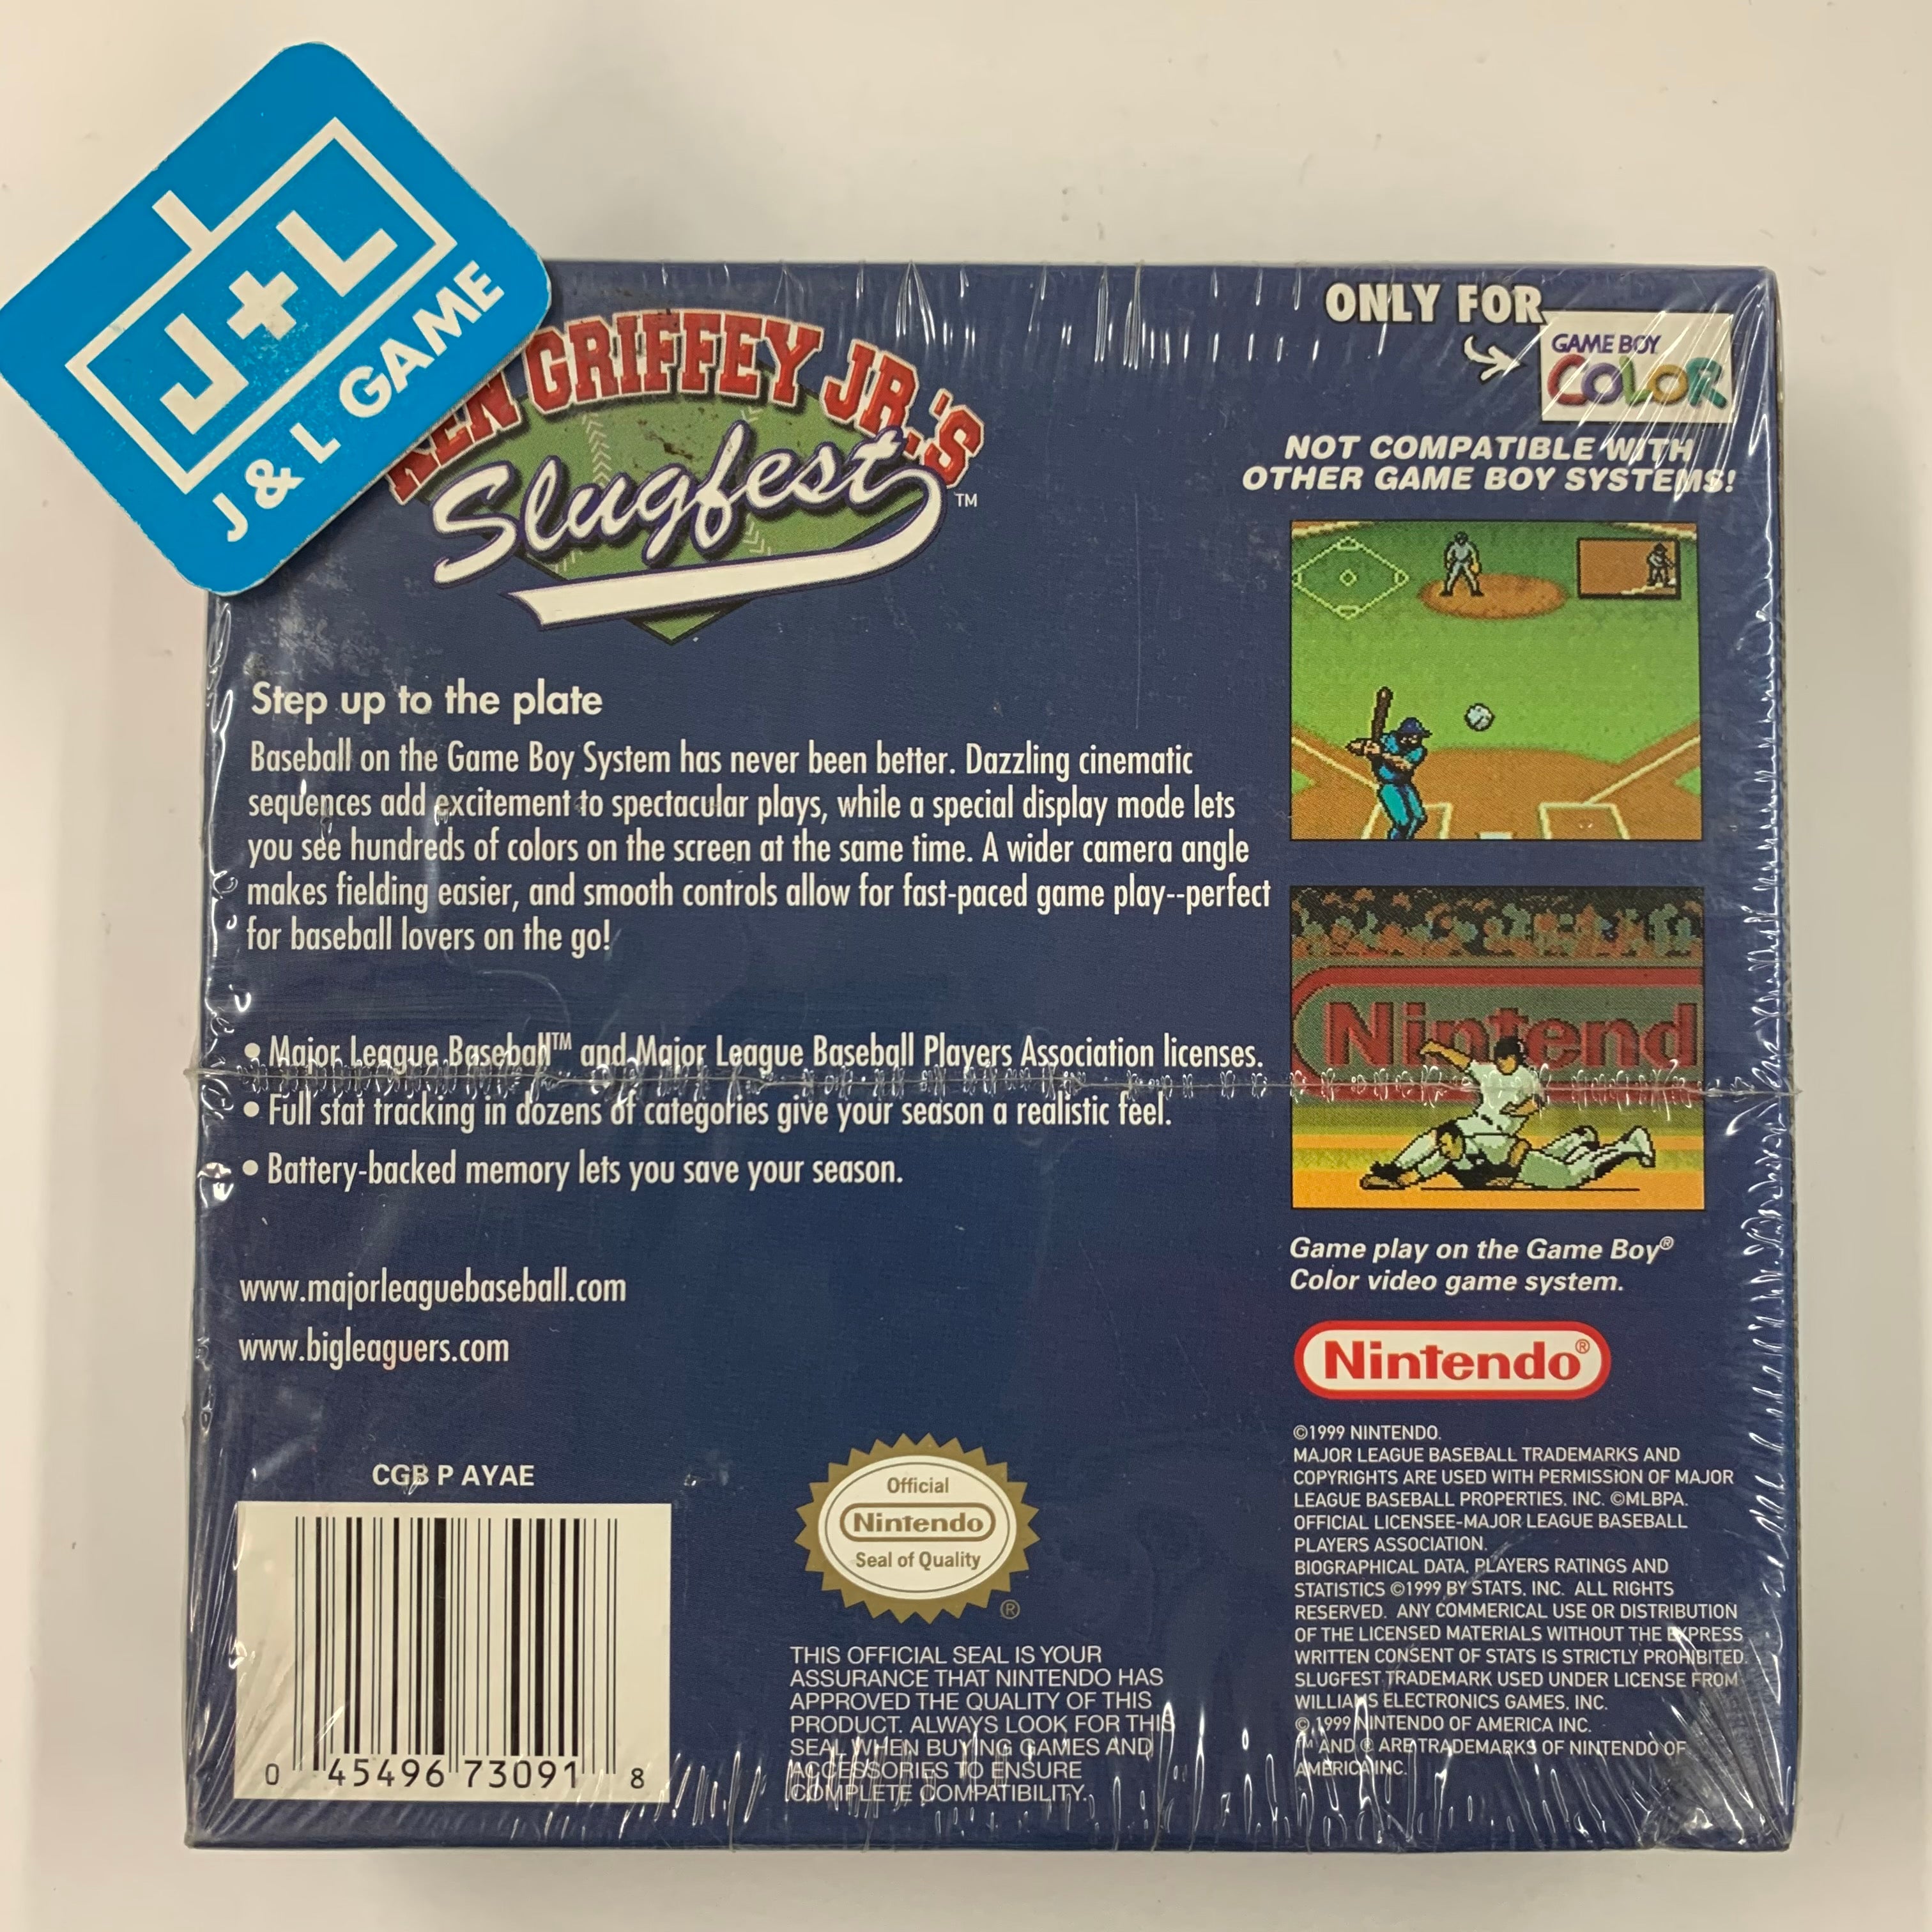 J+L
J & L GAME
KEN GRIFFEY JR.'S
Slugfest
TM
ONLY FOR
GAME BOY
COLOR
NOT COMPATIBLE WITH
OTHER GAME BOY SYSTEMS!
Step up to the plate
Baseball on the Game Boy System has never been better. Dazzling cinematic
sequences add excitement to spectacular plays, while a special display mode lets
you see hundreds of colors on the screen at the same time. A wider camera angle
makes fielding easier, and smooth controls allow for fast-paced game play--perfect
for baseball lovers on the go!
• Major League Baseball™ and Major League Baseball Players Association licenses.
• Full stat tracking in dozens of categories give your season a realistic feel.
• Battery-backed memory lets you save your season.
www.majorleaguebaseball.com
www.bigleaguers.com
Nintend
Game play on the Game Boy®
Color video game system.
Nintendo®
©1999 NINTENDO.
MAJOR LEAGUE BASEBALL TRADEMARKS AND
COPYRIGHTS ARE USED WITH PERMISSION OF MAJOR
LEAGUE BASEBALL PROPERTIES, INC. ©MLBPA.
OFFICIAL LICENSEE-MAJOR LEAGUE BASEBALL
PLAYERS ASSOCIATION.
BIOGRAPHICAL DATA, PLAYERS RATINGS AND
STATISTICS ©1999 BY STATS, INC. ALL RIGHTS
RESERVED. ANY COMMERICAL USE OR DISTRIBUTION
OF THE LICENSED MATERIALS WITHOUT THE EXPRESS
WRITTEN CONSENT OF STATS IS STRICTLY PROHIBITED.
SLUGFEST TRADEMARK USED UNDER LICENSE FROM
WILLIAMS ELECTRONICS GAMES, INC.
© 1999 NINTENDO OF AMERICA INC.
™ AND ® ARE TRADEMARKS OF NINTENDO OF
AMERICA INC.
CGB P AYAE
0 45496 73091 8
Official
Nintendo
Seal of Quality
®
THIS OFFICIAL SEAL IS YOUR
ASSURANCE THAT NINTENDO HAS
APPROVED THE QUALITY OF THIS
PRODUCT. ALWAYS LOOK FOR THIS
SEAL WHEN BUYING GAMES AND
ACCESSORIES TO ENSURE
COMPLETE COMPATIBILITY.